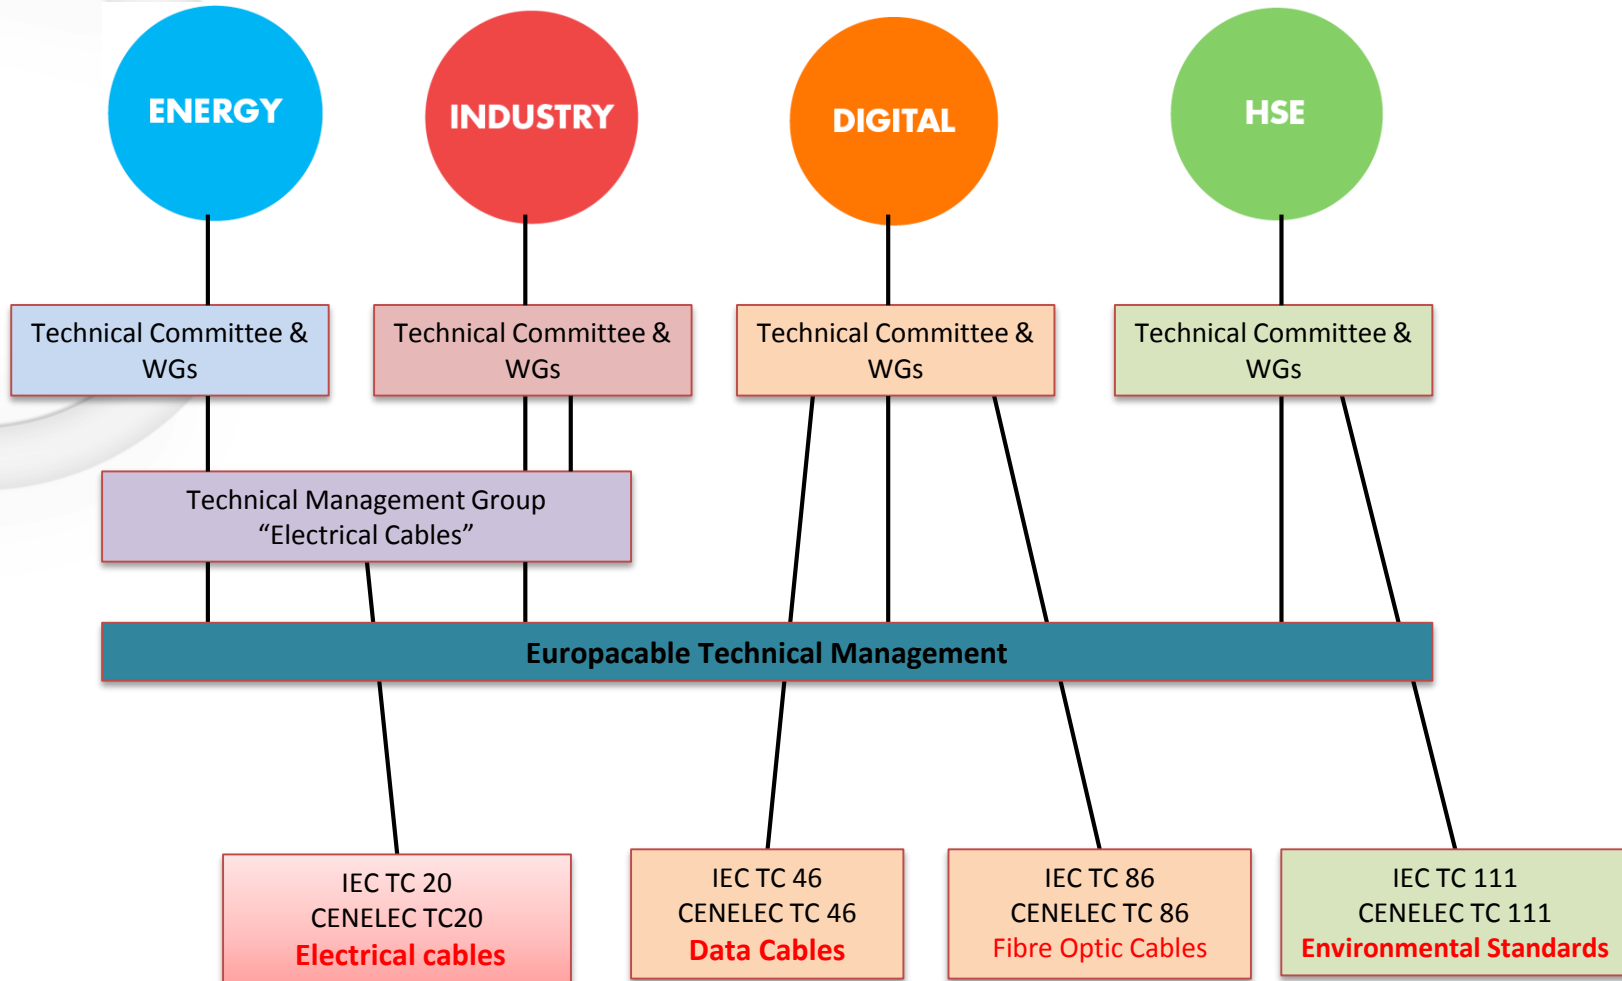 ENERGY
INDUSTRY
DIGITAL
HSE
Technical Committee &
WGs
Technical Committee &
WGs
Technical Committee &
WGs
Technical Committee &
WGs
Technical Management Group
“Electrical Cables”
Europacable Technical Management
IEC TC 20
CENELEC TC20
Electrical cables
IEC TC 46
CENELEC TC 46
Data Cables
IEC TC 86
CENELEC TC 86
Fibre Optic Cables
IEC TC 111
CENELEC TC 111
Environmental Standards